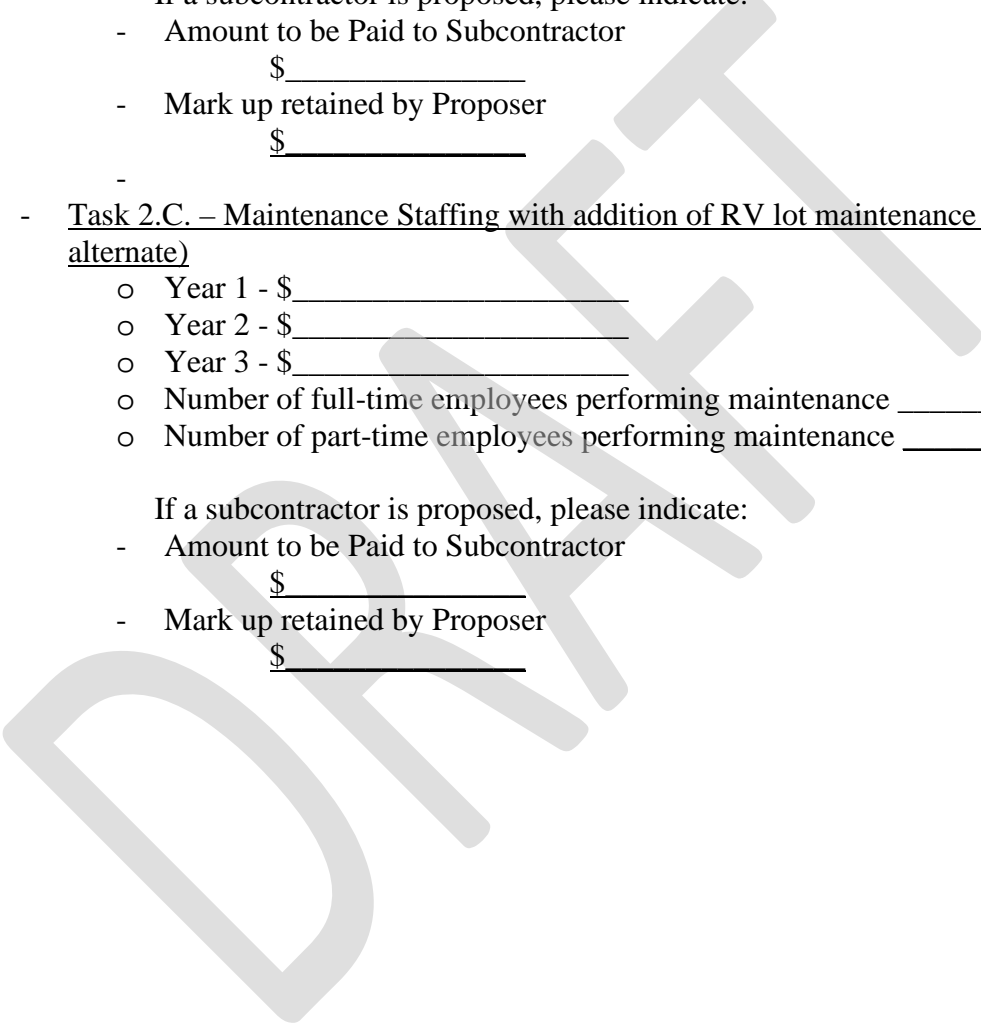 If a subcontractor is proposed, please indicate:
- Amount to be Paid to Subcontractor
$________________
- Mark up retained by Proposer
$_______________
-
- Task 2.C. – Maintenance Staffing with addition of RV lot maintenance
alternate)
o Year 1 - $_____________________
o Year 2 - $_____________________
o Year 3 - $_____________________
o Number of full-time employees performing maintenance _____
o Number of part-time employees performing maintenance _____
If a subcontractor is proposed, please indicate:
- Amount to be Paid to Subcontractor
$_______________
- Mark up retained by Proposer
$_______________
DRAFT